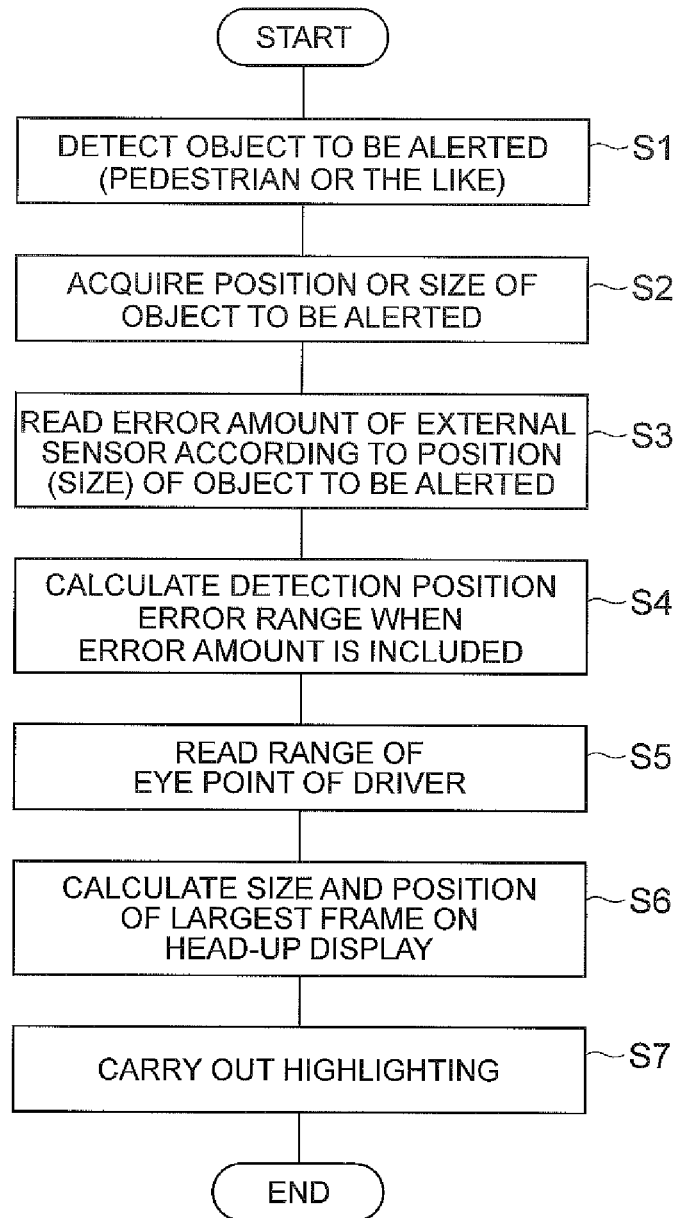 START
DETECT OBJECT TO BE ALERTED
(PEDESTRIAN OR THE LIKE)
S1
ACQUIRE POSITION OR SIZE OF
OBJECT TO BE ALERTED
S2
READ ERROR AMOUNT OF EXTERNAL
SENSOR ACCORDING TO POSITION
(SIZE) OF OBJECT TO BE ALERTED
S3
CALCULATE DETECTION POSITION
ERROR RANGE WHEN
ERROR AMOUNT IS INCLUDED
S4
READ RANGE OF
EYE POINT OF DRIVER
S5
CALCULATE SIZE AND POSITION
OF LARGEST FRAME ON
HEAD-UP DISPLAY
S6
CARRY OUT HIGHLIGHTING
S7
END